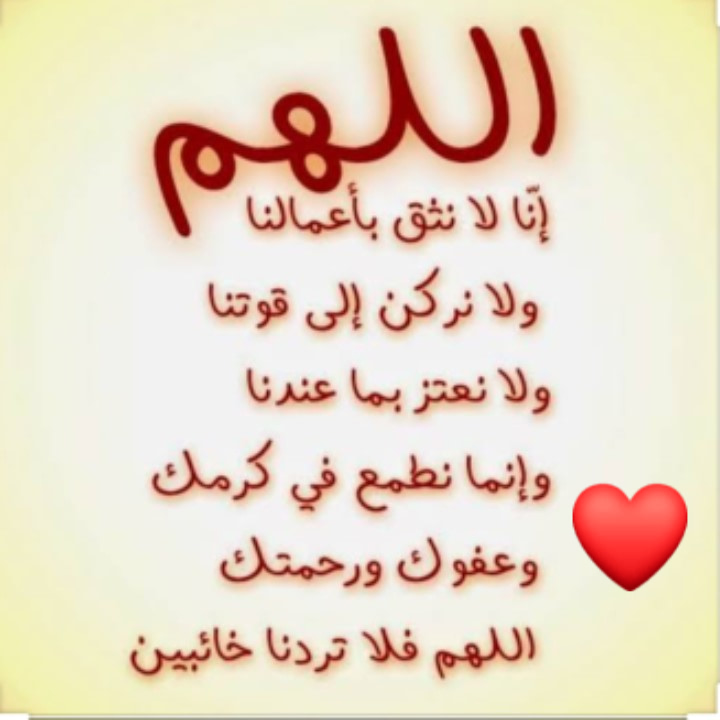 اللهم
إنّا لا نثق بأعمالنا
ولا نركن إلى قوتنا
ولا نعتز بما عندنا
وإنما نطمع في كرمك
وعفوك ورحمتك
اللهم فلا تردنا خائبين